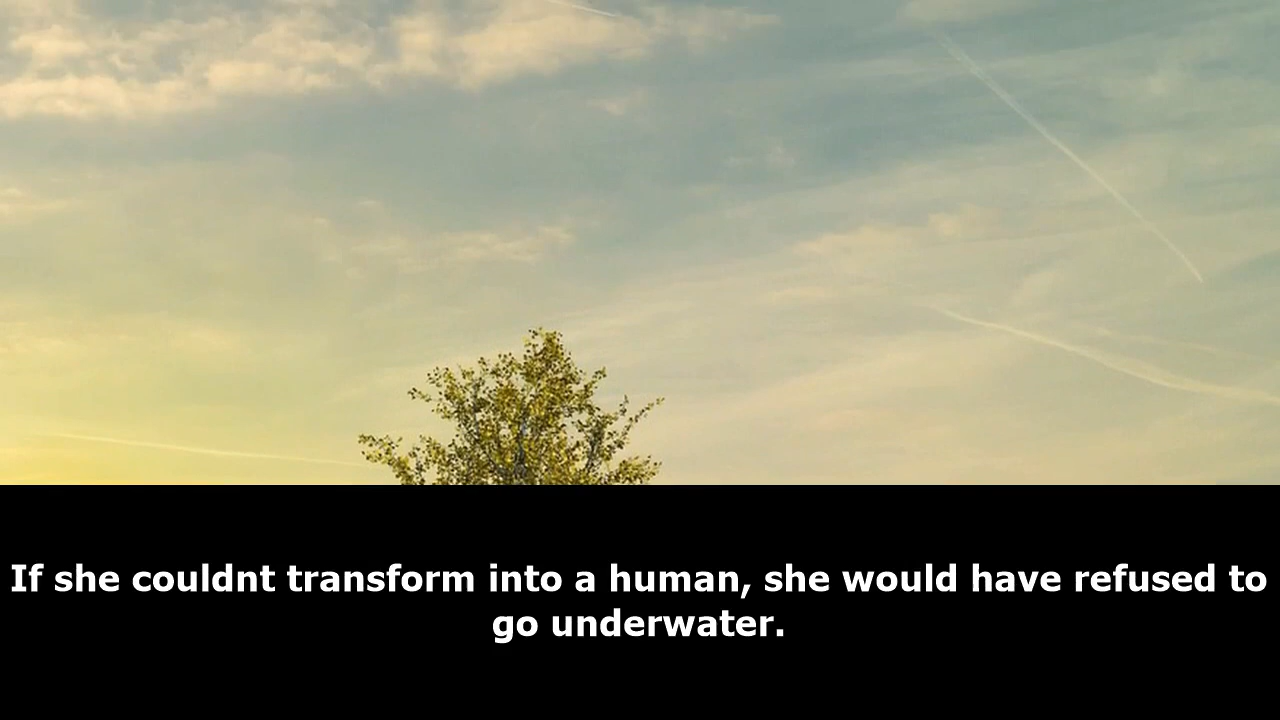 If she couldnt transform into a human, she would have refused to
go underwater.